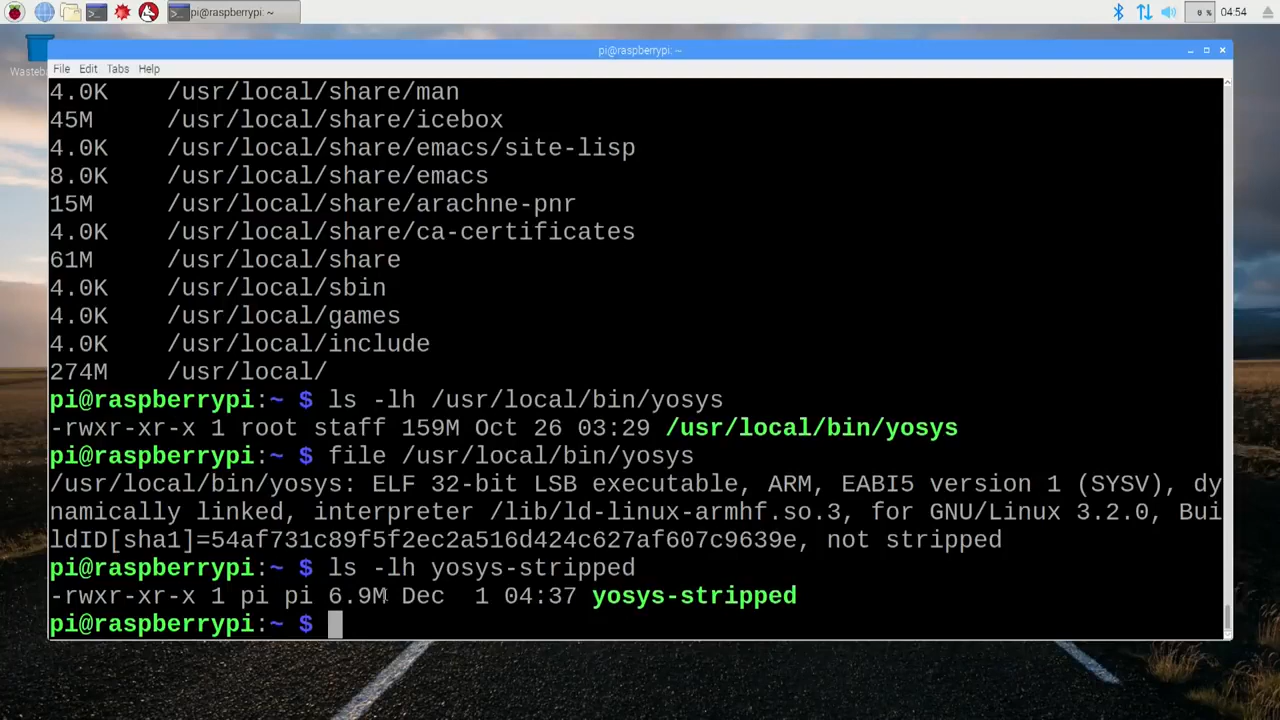 pi@raspberrypi: ~
0 %
04:54
Wasteb
pi@raspberrypi: ~
File Edit Tabs Help
4.0K /usr/local/share/man
45M /usr/local/share/icebox
4.0K /usr/local/share/emacs/site-lisp
8.0K /usr/local/share/emacs
15M /usr/local/share/arachne-pnr
4.0K /usr/local/share/ca-certificates
61M /usr/local/share
4.0K /usr/local/sbin
4.0K /usr/local/games
4.0K /usr/local/include
274M /usr/local/
pi@raspberrypi:~ $ ls -lh /usr/local/bin/yosys
-rwxr-xr-x 1 root staff 159M Oct 26 03:29 /usr/local/bin/yosys
pi@raspberrypi:~ $ file /usr/local/bin/yosys
/usr/local/bin/yosys: ELF 32-bit LSB executable, ARM, EABI5 version 1 (SYSV), dy
namically linked, interpreter /lib/ld-linux-armhf.so.3, for GNU/Linux 3.2.0, Bui
ldID[sha1]=54af731c89f5f2ec2a516d424c627af607c9639e, not stripped
pi@raspberrypi:~ $ ls -lh yosys-stripped
-rwxr-xr-x 1 pi pi 6.9M Dec  1 04:37 yosys-stripped
pi@raspberrypi:~ $